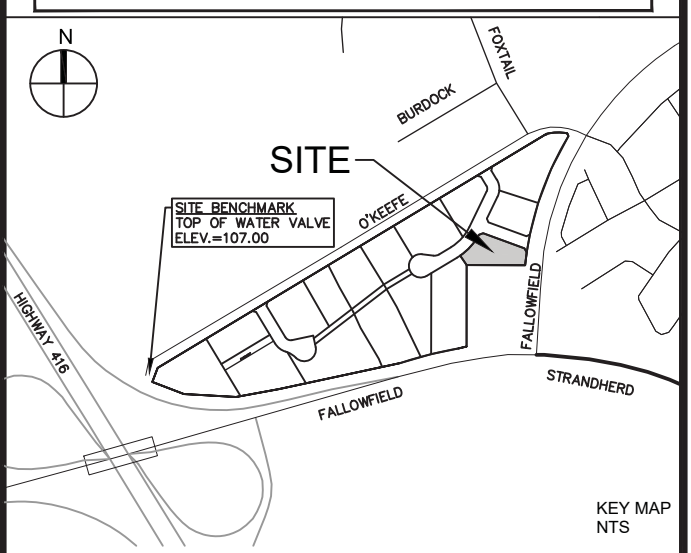 N
FOXTAIL
BURDOCK
SITE
O'KEEFE
SITE BENCHMARK
TOP OF WATER VALVE
ELEV.=107.00
HIGHWAY 416
FALLOWFIELD
FALLOWFIELD
STRANDHERD
KEY MAP
NTS